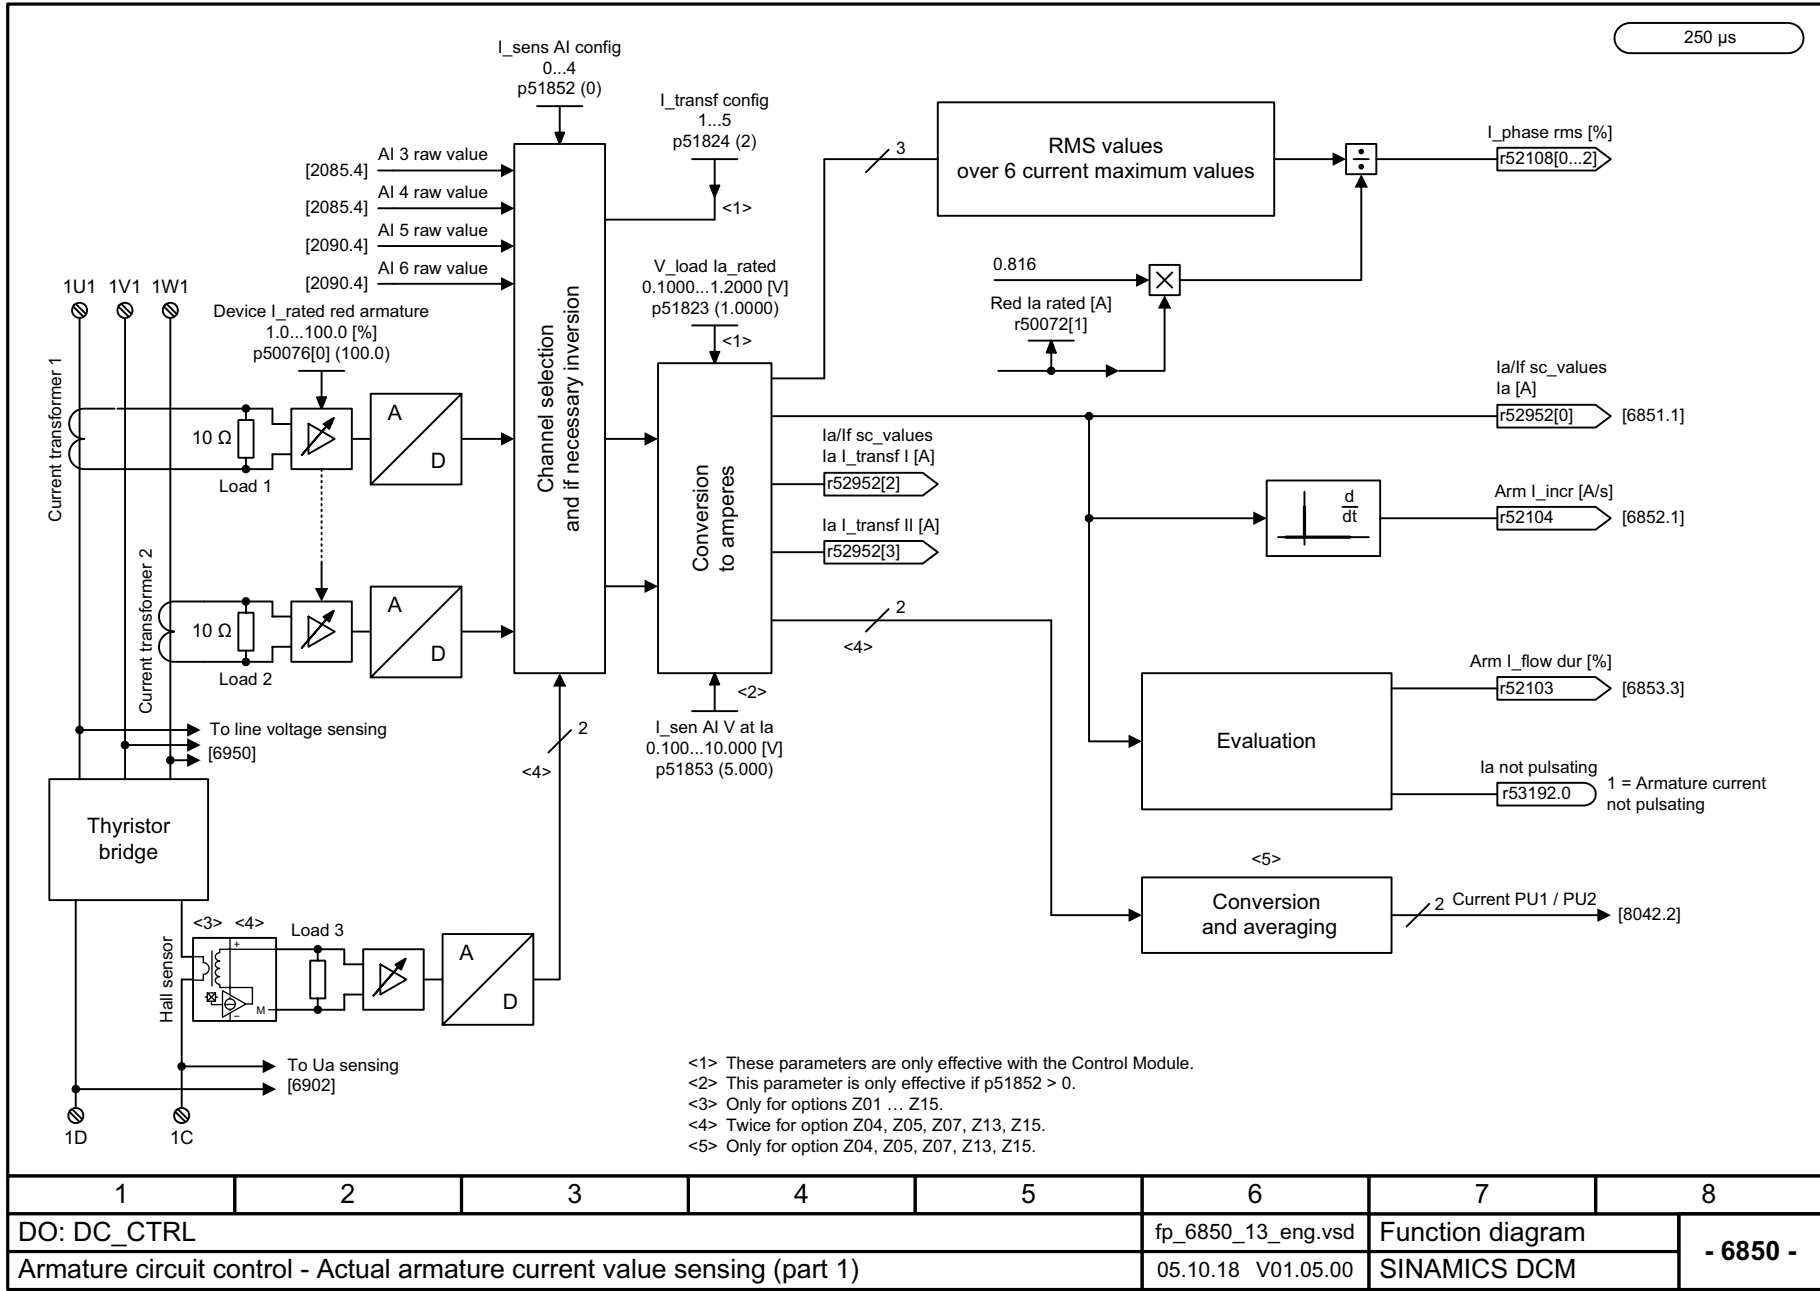 250 µs
I_sens AI config
0...4
p51852 (0)
I_transf config
1...5
p51824 (2)
<1>
AI 3 raw value
[2085.4]
AI 4 raw value
[2085.4]
AI 5 raw value
[2090.4]
AI 6 raw value
[2090.4]
3
RMS values
over 6 current maximum values
÷
I_phase rms [%]
r52108[0...2]
0.816
Red Ia rated [A]
r50072[1]
1U1 1V1 1W1
Device I_rated red armature
1.0...100.0 [%]
p50076[0] (100.0)
V_load Ia_rated
0.1000...1.2000 [V]
p51823 (1.0000)
<1>
Current transformer 1
10 Ω
Load 1
A
D
Channel selection
and if necessary inversion
Conversion
to amperes
Ia/If sc_values
Ia I_transf I [A]
r52952[2]
Ia I_transf II [A]
r52952[3]
Ia/If sc_values
Ia [A]
r52952[0]
[6851.1]
d
dt
Arm I_incr [A/s]
r52104
[6852.1]
Current transformer 2
10 Ω
Load 2
A
D
2
<4>
<2>
I_sen AI V at Ia
0.100...10.000 [V]
p51853 (5.000)
2
<4>
Evaluation
Arm I_flow dur [%]
r52103
[6853.3]
Ia not pulsating
r53192.0
1 = Armature current
not pulsating
To line voltage sensing
[6950]
Thyristor
bridge
<3> <4>
Load 3
Hall sensor
+
−
M
A
D
<5>
Conversion
and averaging
2
Current PU1 / PU2
[8042.2]
To Ua sensing
[6902]
1D
1C
<1> These parameters are only effective with the Control Module.
<2> This parameter is only effective if p51852 > 0.
<3> Only for options Z01 … Z15.
<4> Twice for option Z04, Z05, Z07, Z13, Z15.
<5> Only for option Z04, Z05, Z07, Z13, Z15.
1 2 3 4 5 6 7 8
DO: DC_CTRL
fp_6850_13_eng.vsd
Function diagram
- 6850 -
Armature circuit control - Actual armature current value sensing (part 1)
05.10.18 V01.05.00
SINAMICS DCM